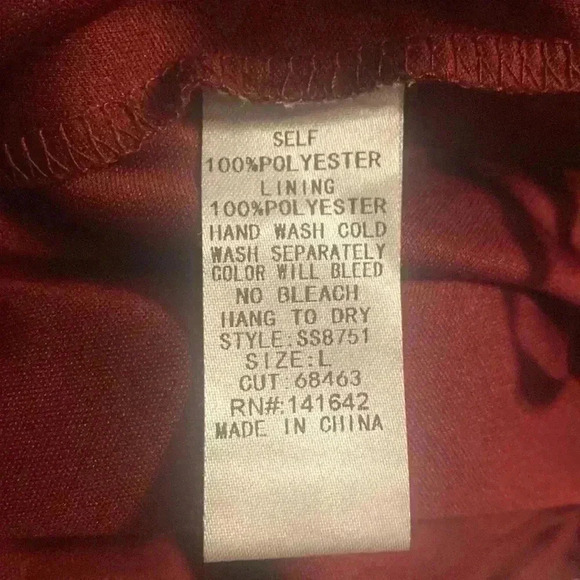 SELF
100%POLYESTER
LINING
100%POLYESTER
HAND WASH COLD
WASH SEPARATELY
COLOR WILL BLEED
NO BLEACH
HANG TO DRY
STYLE:SS8751
SIZE:L
CUT:68463
RN#:141642
MADE IN CHINA